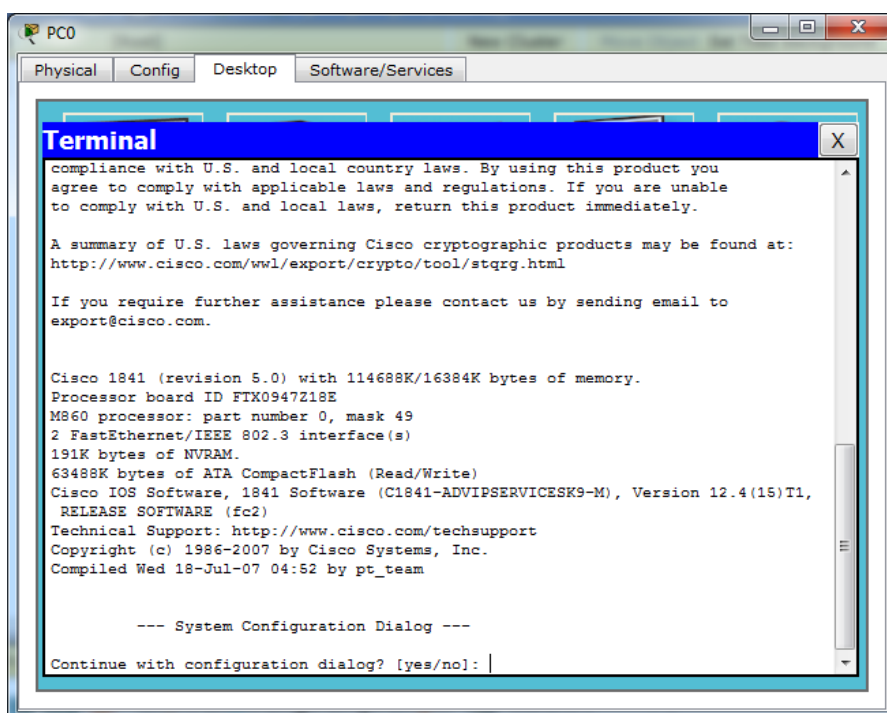 PC0
Physical Config Desktop Software/Services
Terminal X
compliance with U.S. and local country laws. By using this product you
agree to comply with applicable laws and regulations. If you are unable
to comply with U.S. and local laws, return this product immediately.
A summary of U.S. laws governing Cisco cryptographic products may be found at:
http://www.cisco.com/wwl/export/crypto/tool/stqrg.html
If you require further assistance please contact us by sending email to
export@cisco.com.
Cisco 1841 (revision 5.0) with 114688K/16384K bytes of memory.
Processor board ID FTX0947Z18E
M860 processor: part number 0, mask 49
2 FastEthernet/IEEE 802.3 interface(s)
191K bytes of NVRAM.
63488K bytes of ATA CompactFlash (Read/Write)
Cisco IOS Software, 1841 Software (C1841-ADVIPSERVICESK9-M), Version 12.4(15)T1,
RELEASE SOFTWARE (fc2)
Technical Support: http://www.cisco.com/techsupport
Copyright (c) 1986-2007 by Cisco Systems, Inc.
Compiled Wed 18-Jul-07 04:52 by pt_team
--- System Configuration Dialog ---
Continue with configuration dialog? [yes/no]: